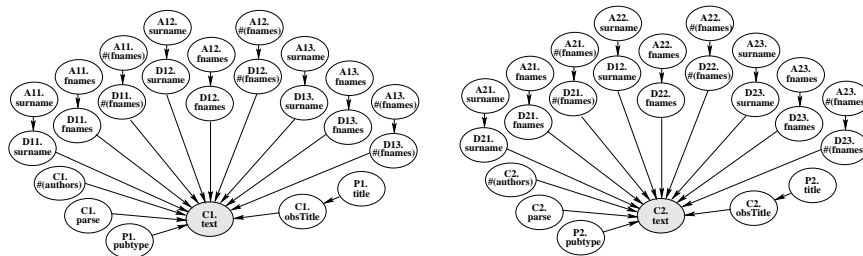 A11.
surname
A11.
fnames
A11.
#(fnames)
A12.
surname
A12.
fnames
A12.
#(fnames)
A13.
surname
A13.
fnames
A13.
#(fnames)
D11.
surname
D11.
fnames
D11.
#(fnames)
D12.
surname
D12.
fnames
D12.
#(fnames)
D13.
surname
D13.
fnames
D13.
#(fnames)
C1.
#(authors)
C1.
parse
P1.
pubtype
C1.
text
C1.
obsTitle
P1.
title
A21.
surname
A21.
fnames
A21.
#(fnames)
A22.
surname
A22.
fnames
A22.
#(fnames)
A23.
surname
A23.
fnames
A23.
#(fnames)
D21.
surname
D21.
fnames
D21.
#(fnames)
D12.
surname
D22.
fnames
D22.
#(fnames)
D23.
surname
D23.
fnames
D23.
#(fnames)
C2.
#(authors)
C2.
parse
P2.
pubtype
C2.
text
C2.
obsTitle
P2.
title